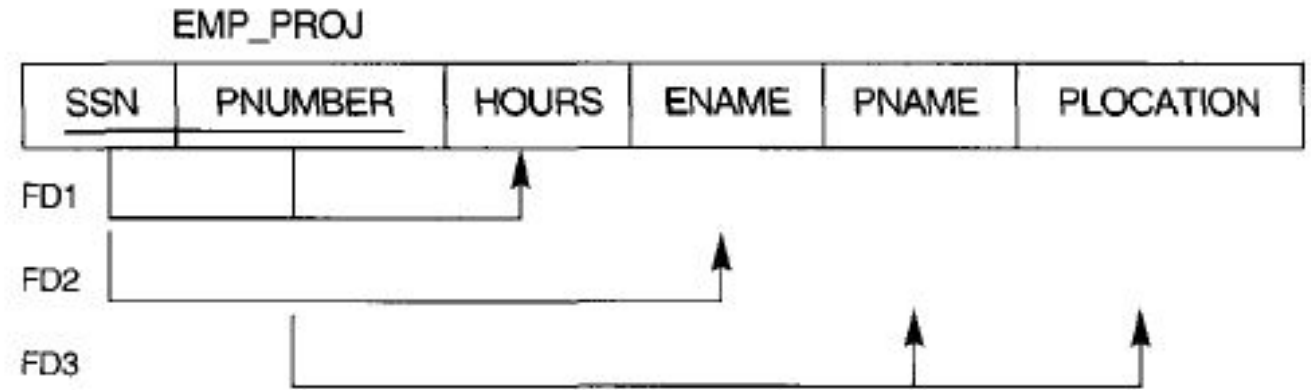 EMP_PROJ
SSN PNUMBER HOURS ENAME PNAME PLOCATION
FD1
FD2
FD3